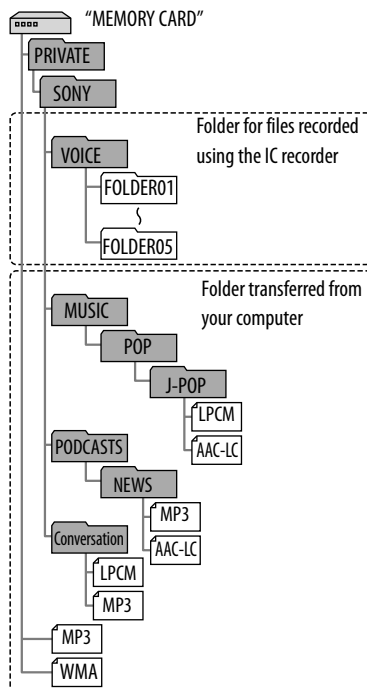 “MEMORY CARD”
PRIVATE
SONY
Folder for files recorded
using the IC recorder
VOICE
FOLDER01
FOLDER05
Folder transferred from
your computer
MUSIC
POP
J-POP
LPCM
AAC-LC
PODCASTS
NEWS
MP3
AAC-LC
Conversation
LPCM
MP3
MP3
WMA